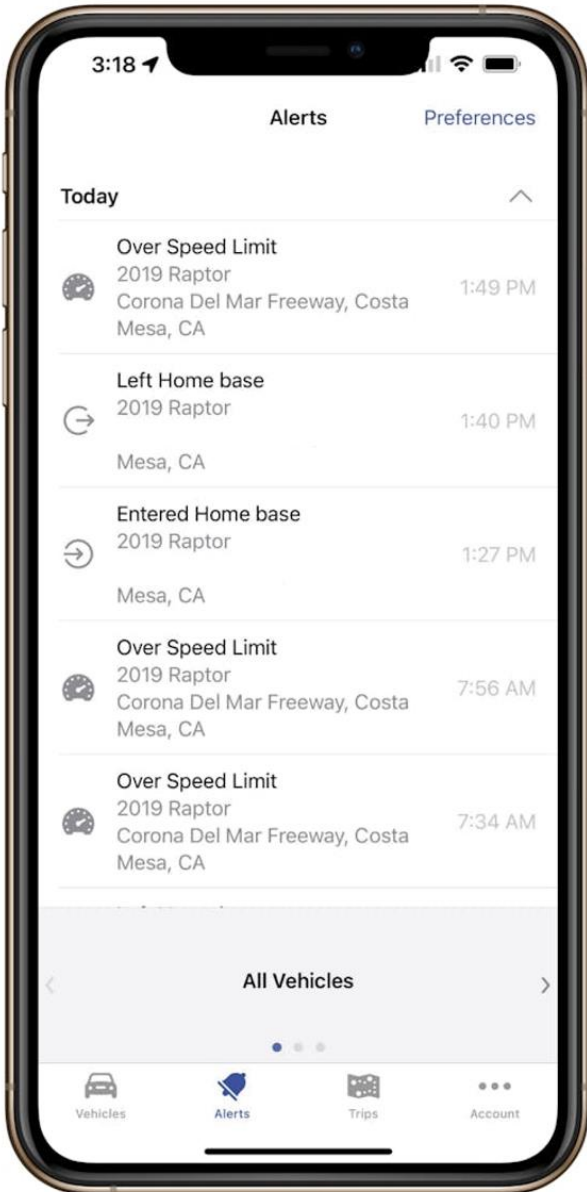 3:18
Alerts
Preferences
Today
Over Speed Limit
2019 Raptor
Corona Del Mar Freeway, Costa
Mesa, CA
1:49 PM
Left Home base
2019 Raptor
Mesa, CA
1:40 PM
Entered Home base
2019 Raptor
Mesa, CA
1:27 PM
Over Speed Limit
2019 Raptor
Corona Del Mar Freeway, Costa
Mesa, CA
7:56 AM
Over Speed Limit
2019 Raptor
Corona Del Mar Freeway, Costa
Mesa, CA
7:34 AM
All Vehicles
Vehicles
Alerts
Trips
Account